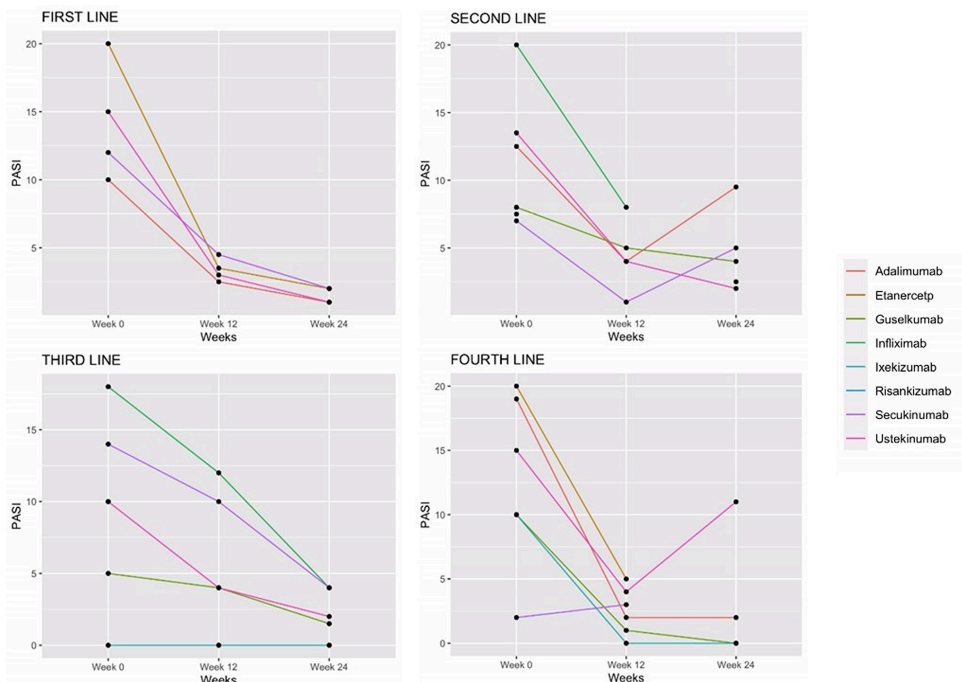 FIRST LINE
20
15
10
5
PASI
Week 0
Week 12
Week 24
Weeks
SECOND LINE
20
15
10
5
PASI
Week 0
Week 12
Week 24
Weeks
THIRD LINE
15
10
5
0
PASI
Week 0
Week 12
Week 24
Weeks
FOURTH LINE
20
15
10
5
0
PASI
Week 0
Week 12
Week 24
Weeks
Adalimumab
Etanercetp
Guselkumab
Infliximab
Ixekizumab
Risankizumab
Secukinumab
Ustekinumab